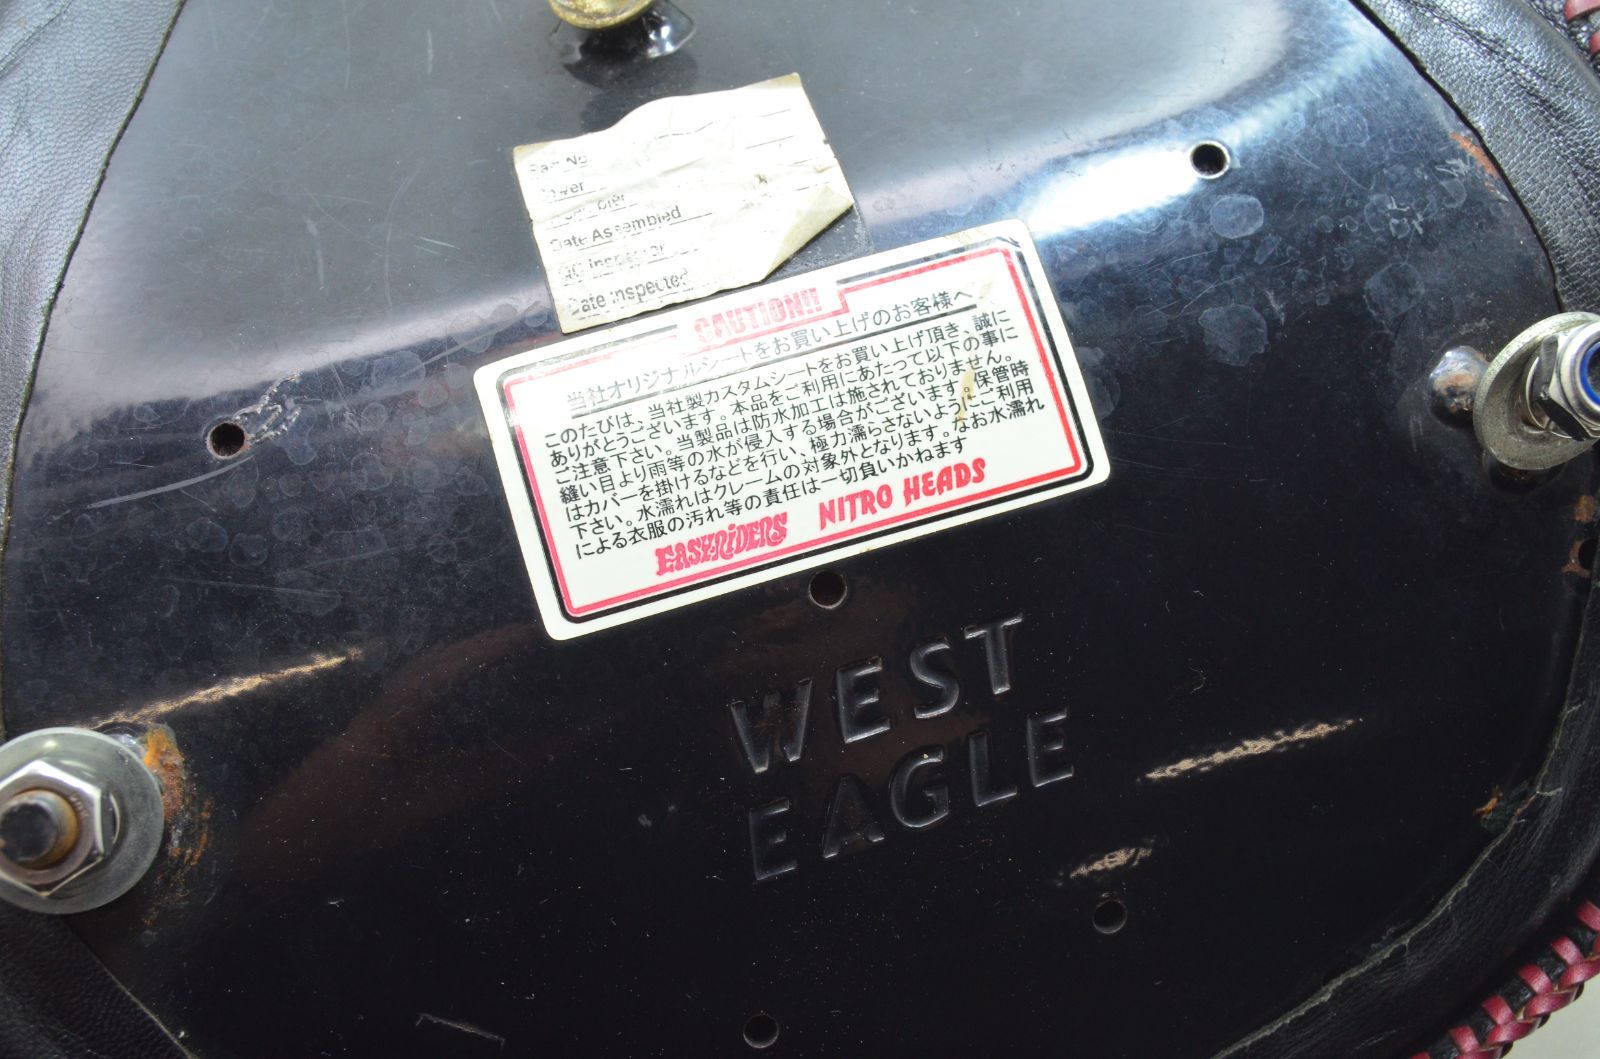 Part No.
Date Assembled
QC Inspector
Date Inspected
CAUTION!!
当社オリジナルシートをお買い上げのお客様へ
このたびは、当社製カスタムシートをお買い上げ頂き、誠に
ありがとうございます。本品をご利用にあたって以下の事に
ご注意下さい。当製品は防水加工は施されておりません。
縫い目より雨等の水が侵入する場合がございます。保管時
はカバーを掛けるなどを行い、極力濡らさないようにご利用
下さい。水濡れはクレームの対象外となります。なお水濡れ
による衣服の汚れ等の責任は一切負いかねます
EASYRIDERS NITRO HEADS
WEST
EAGLE